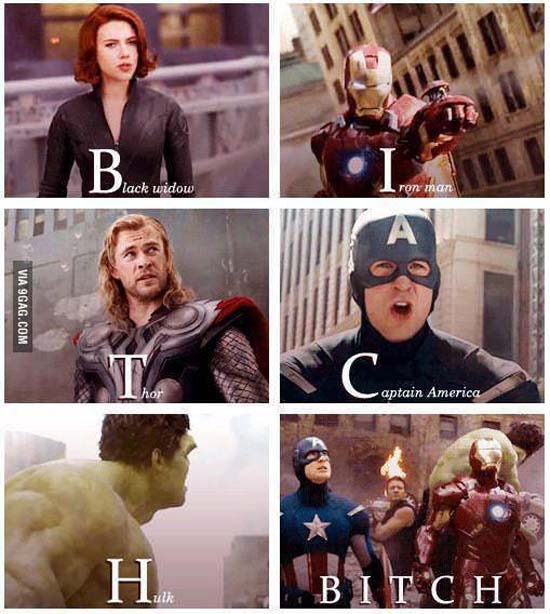 Black widow
Iron man
VIA 9GAG.COM
A
Thor
Captain America
Hulk
A
BITCH